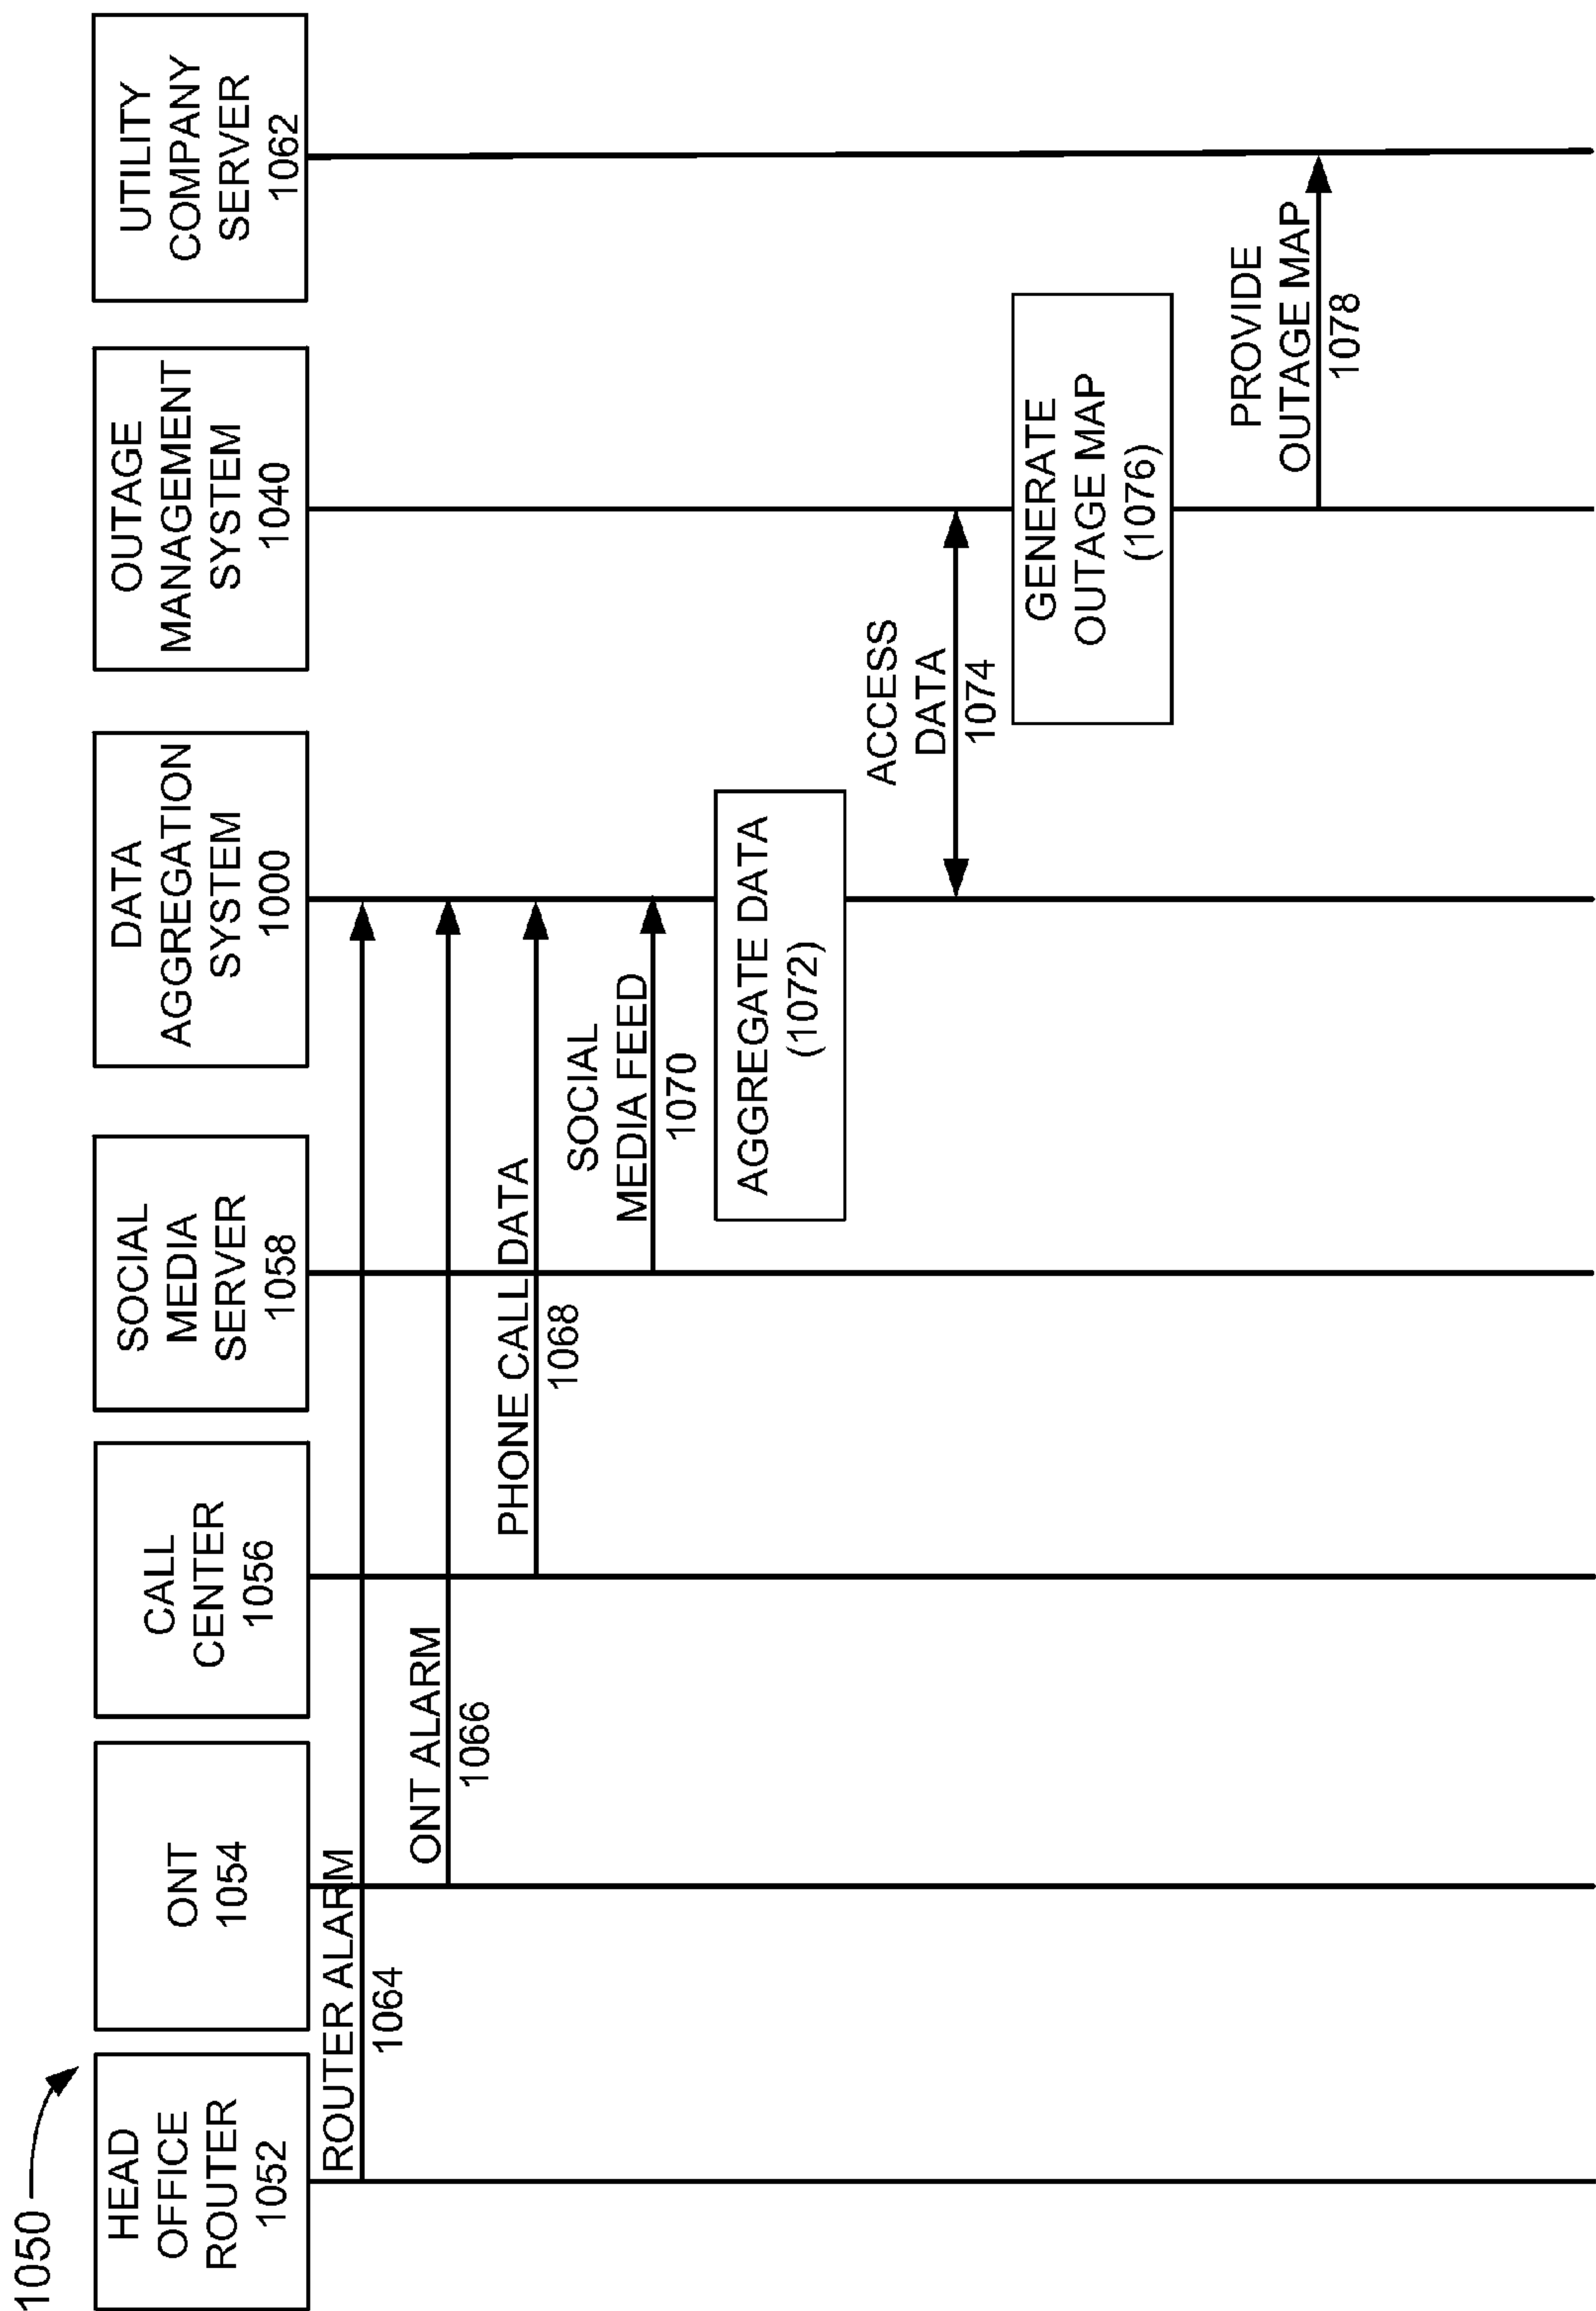 1050
HEAD
OFFICE
ROUTER
1052
ONT
1054
CALL
CENTER
1056
SOCIAL
MEDIA
SERVER
1058
DATA
AGGREGATION
SYSTEM
1000
OUTAGE
MANAGEMENT
SYSTEM
1040
UTILITY
COMPANY
SERVER
1062
ROUTER ALARM
1064
ONT ALARM
1066
PHONE CALL DATA
1068
SOCIAL
MEDIA FEED
1070
AGGREGATE DATA
(1072)
ACCESS
DATA
1074
GENERATE
OUTAGE MAP
(1076)
PROVIDE
OUTAGE MAP
1078